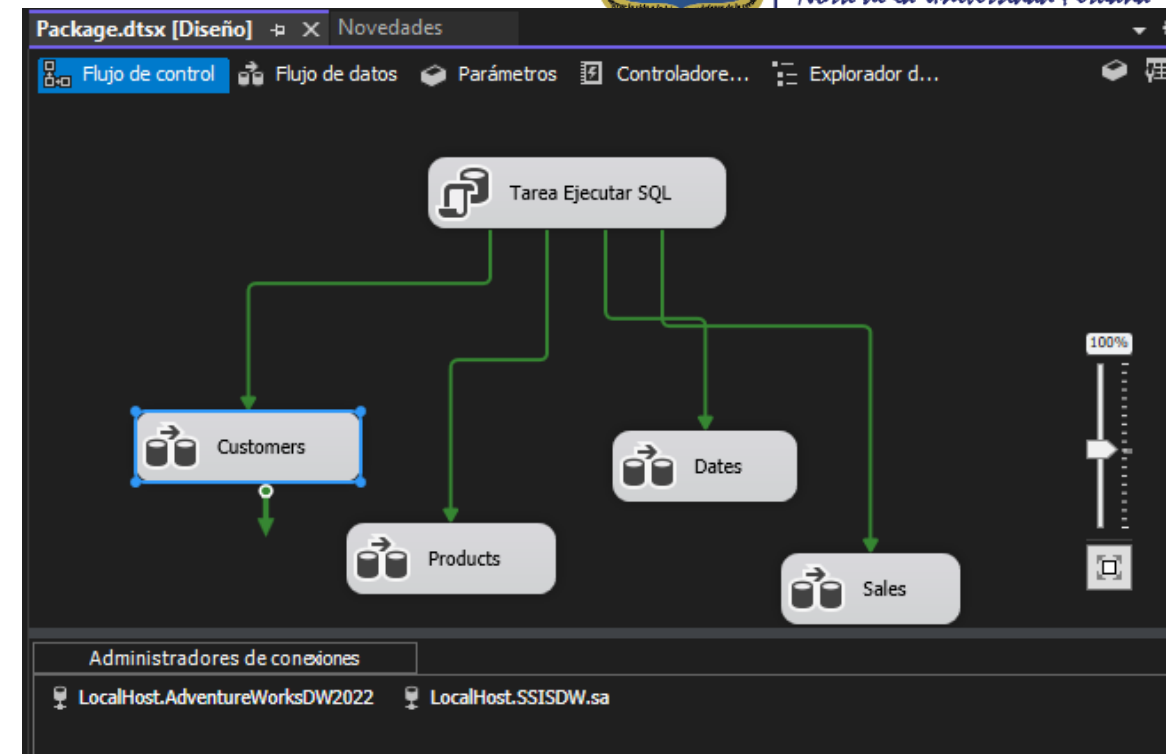 Package.dtsx [Diseño]
Novedades
Flujo de control
Flujo de datos
Parámetros
Controladore...
Explorador d...
Tarea Ejecutar SQL
100%
Customers
Dates
Products
Sales
Administradores de conexiones
LocalHost.AdventureWorksDW2022
LocalHost.SSISDW.sa